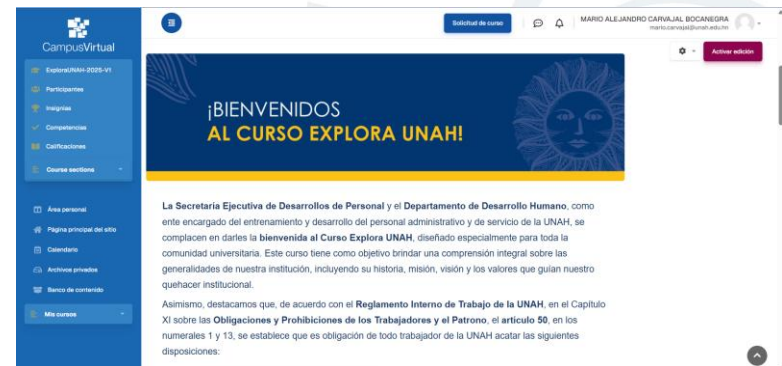 Solicitud de curso
MARIO ALEJANDRO CARVAJAL BOCANEGRA
mario.carvajal@unah.edu.hn
CampusVirtual
Activar edición
ExploraUNAH-2025-V1
Participantes
Insignias
Competencias
Calificaciones
Course sections
Área personal
Página principal del sitio
Calendario
Archivos privados
Banco de contenido
Mis cursos
¡BIENVENIDOS
AL CURSO EXPLORA UNAH!
La Secretaría Ejecutiva de Desarrollos de Personal y el Departamento de Desarrollo Humano, como
ente encargado del entrenamiento y desarrollo del personal administrativo y de servicio de la UNAH, se
complacen en darles la bienvenida al Curso Explora UNAH, diseñado especialmente para toda la
comunidad universitaria. Este curso tiene como objetivo brindar una comprensión integral sobre las
generalidades de nuestra institución, incluyendo su historia, misión, visión y los valores que guían nuestro
quehacer institucional.
Asimismo, destacamos que, de acuerdo con el Reglamento Interno de Trabajo de la UNAH, en el Capítulo
XI sobre las Obligaciones y Prohibiciones de los Trabajadores y el Patrono, el articulo 50, en los
numerales 1 y 13, se establece que es obligación de todo trabajador de la UNAH acatar las siguientes
disposiciones: